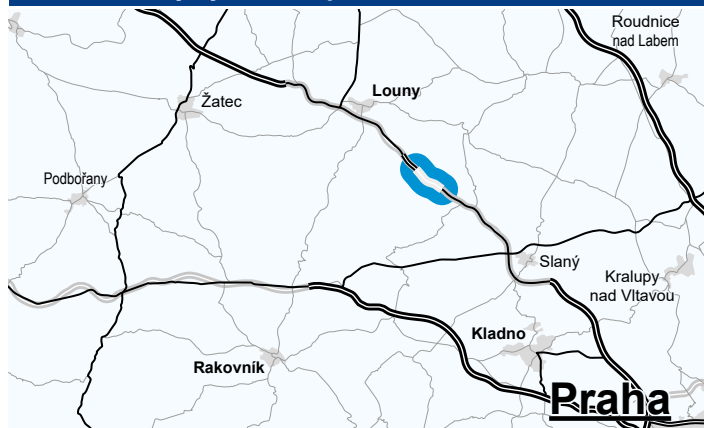 Roudnice
nad Labem
Louny
Žatec
Podbořany
Slaný
Kralupy
nad Vltavou
Kladno
Rakovník
Praha